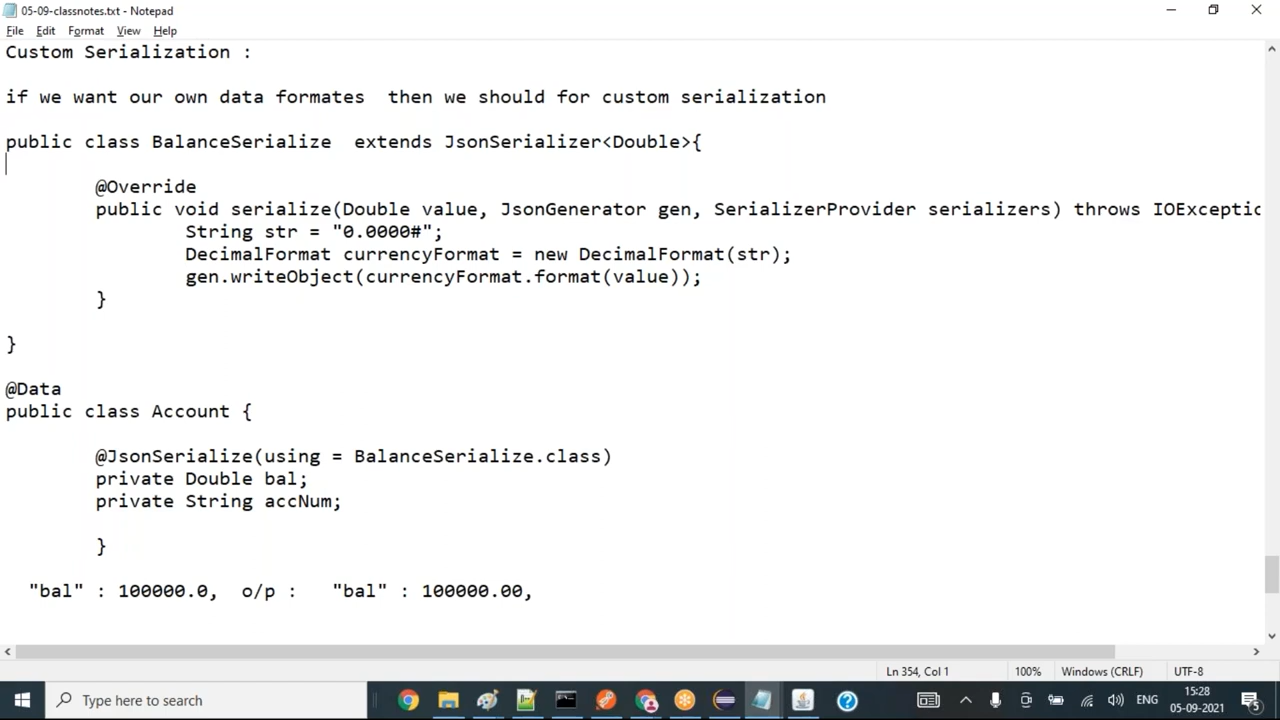 05-09-classnotes.txt - Notepad
File Edit Format View Help
Custom Serialization :
if we want our own data formates then we should for custom serialization
public class BalanceSerialize extends JsonSerializer<Double>{
@Override
public void serialize(Double value, JsonGenerator gen, SerializerProvider serializers) throws IOExceptic
String str = "0.0000#";
DecimalFormat currencyFormat = new DecimalFormat(str);
gen.writeObject(currencyFormat.format(value));
}
}
@Data
public class Account {
@JsonSerialize(using = BalanceSerialize.class)
private Double bal;
private String accNum;
}
"bal" : 100000.0, o/p : "bal" : 100000.00,
Ln 354, Col 1 100% Windows (CRLF) UTF-8
Type here to search
ENG
15:28
05-09-2021
5